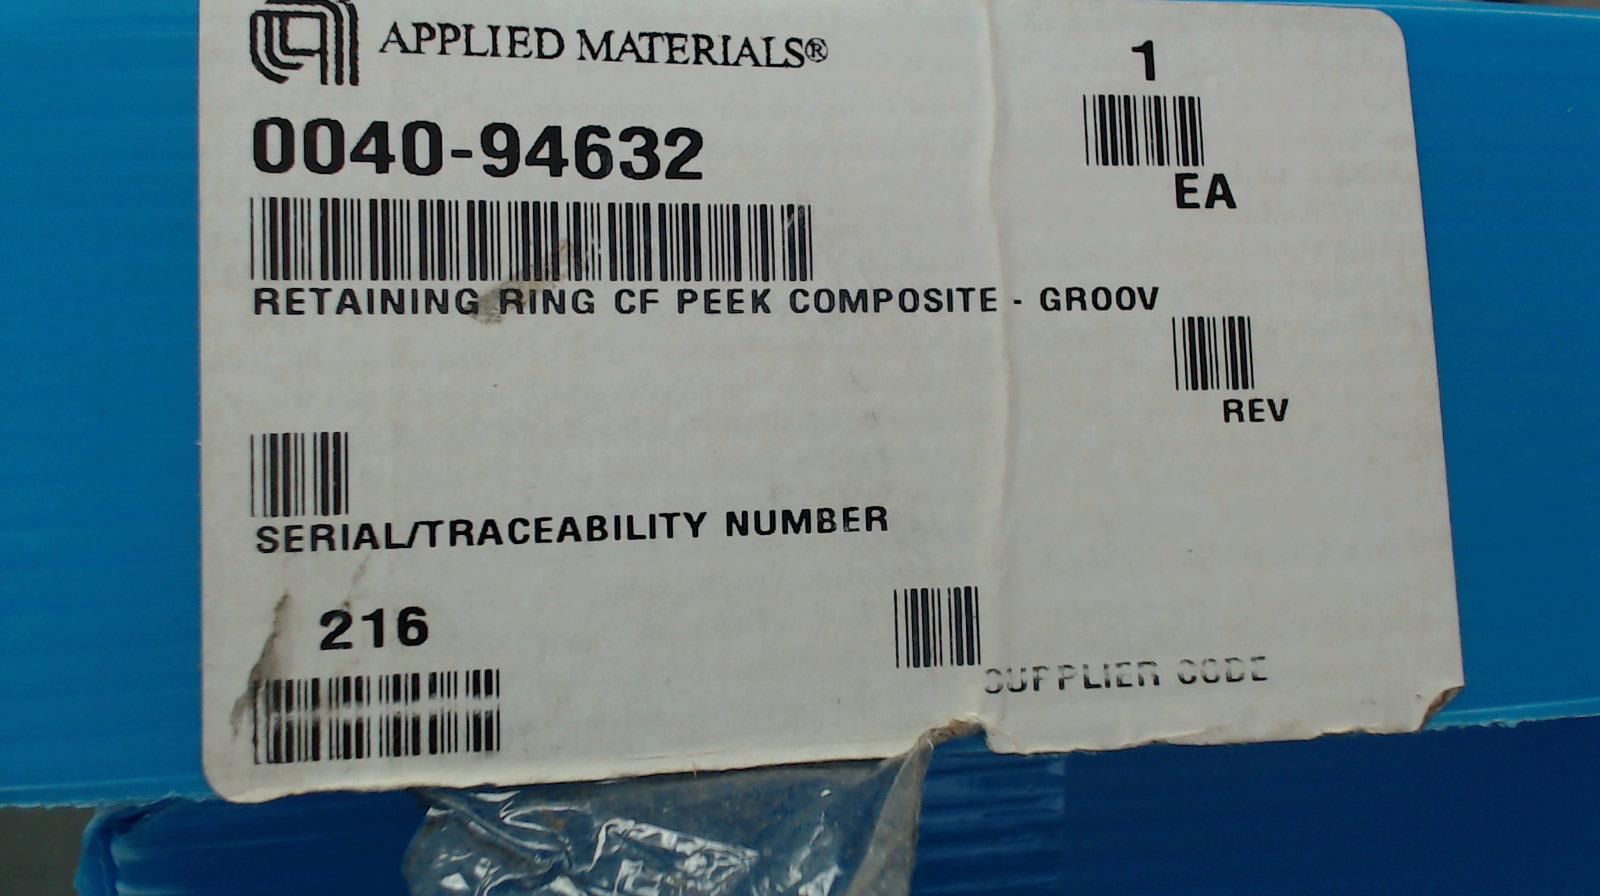 APPLIED MATERIALS®
1
0040-94632
EA
RETAINING RING CF PEEK COMPOSITE - GROOV
REV
SERIAL/TRACEABILITY NUMBER
216
SUPPLIER CODE